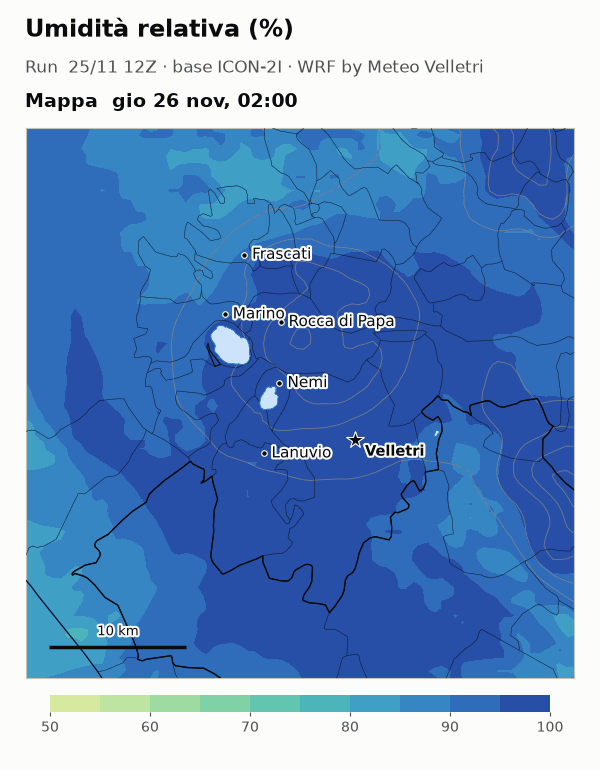 Umidità relativa (%)
Run  25/11 12Z · base ICON-2I · WRF by Meteo Velletri
Mappa  gio 26 nov, 02:00
Frascati
Marino
Rocca di Papa
Nemi
Velletri
Lanuvio
10 km
50 60 70 80 90 100